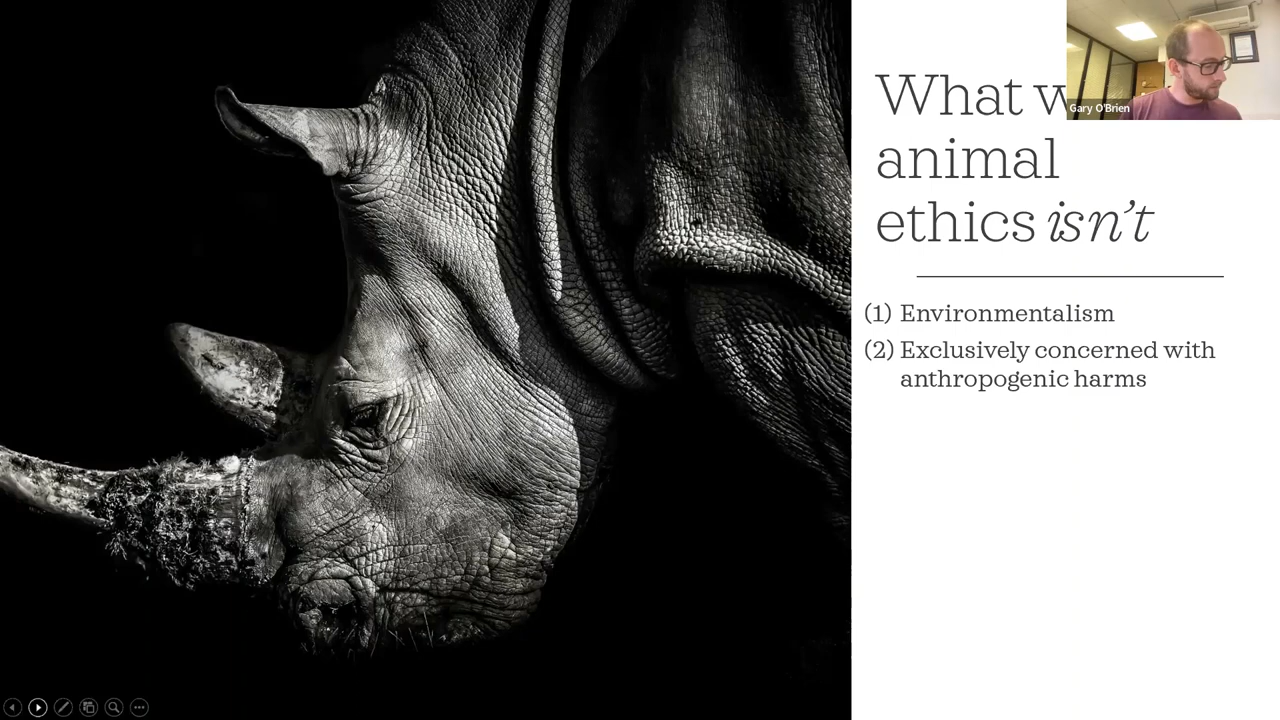 What w
animal
ethics isn't
Gary O'Brien
(1) Environmentalism
(2) Exclusively concerned with
anthropogenic harms